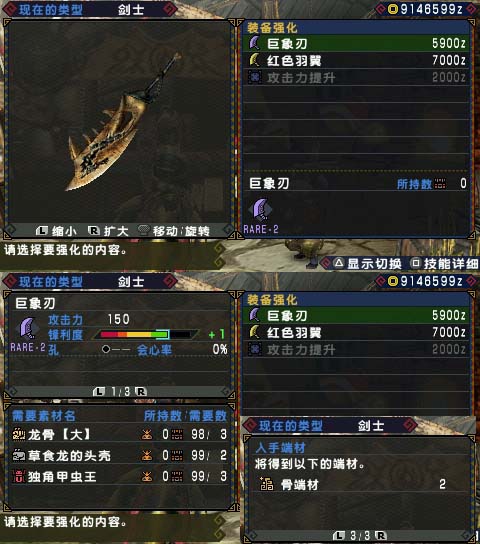 现在的类型 剑士
9146599z
装备强化
巨象刃 5900z
红色羽翼 7000z
攻击力提升 2000z
巨象刃 所持数 0
RARE-2
L 缩小 R 扩大 移动/旋转
请选择要强化的内容。
△显示切换 □技能详细
现在的类型 剑士
9146599z
巨象刃
攻击力 150
锋利度 +1
RARE-2
孔 ●-- 会心率 0%
L 1/3 R
需要素材名 所持数/需要数
龙骨【大】 0 98/ 3
草食龙的头壳 0 99/ 2
独角甲虫王 0 99/ 3
请选择要强化的内容。
装备强化
巨象刃 5900z
红色羽翼 7000z
攻击力提升 2000z
现在的类型 剑士
入手端材
将得到以下的端材。
骨端材 2
L 3/3 R